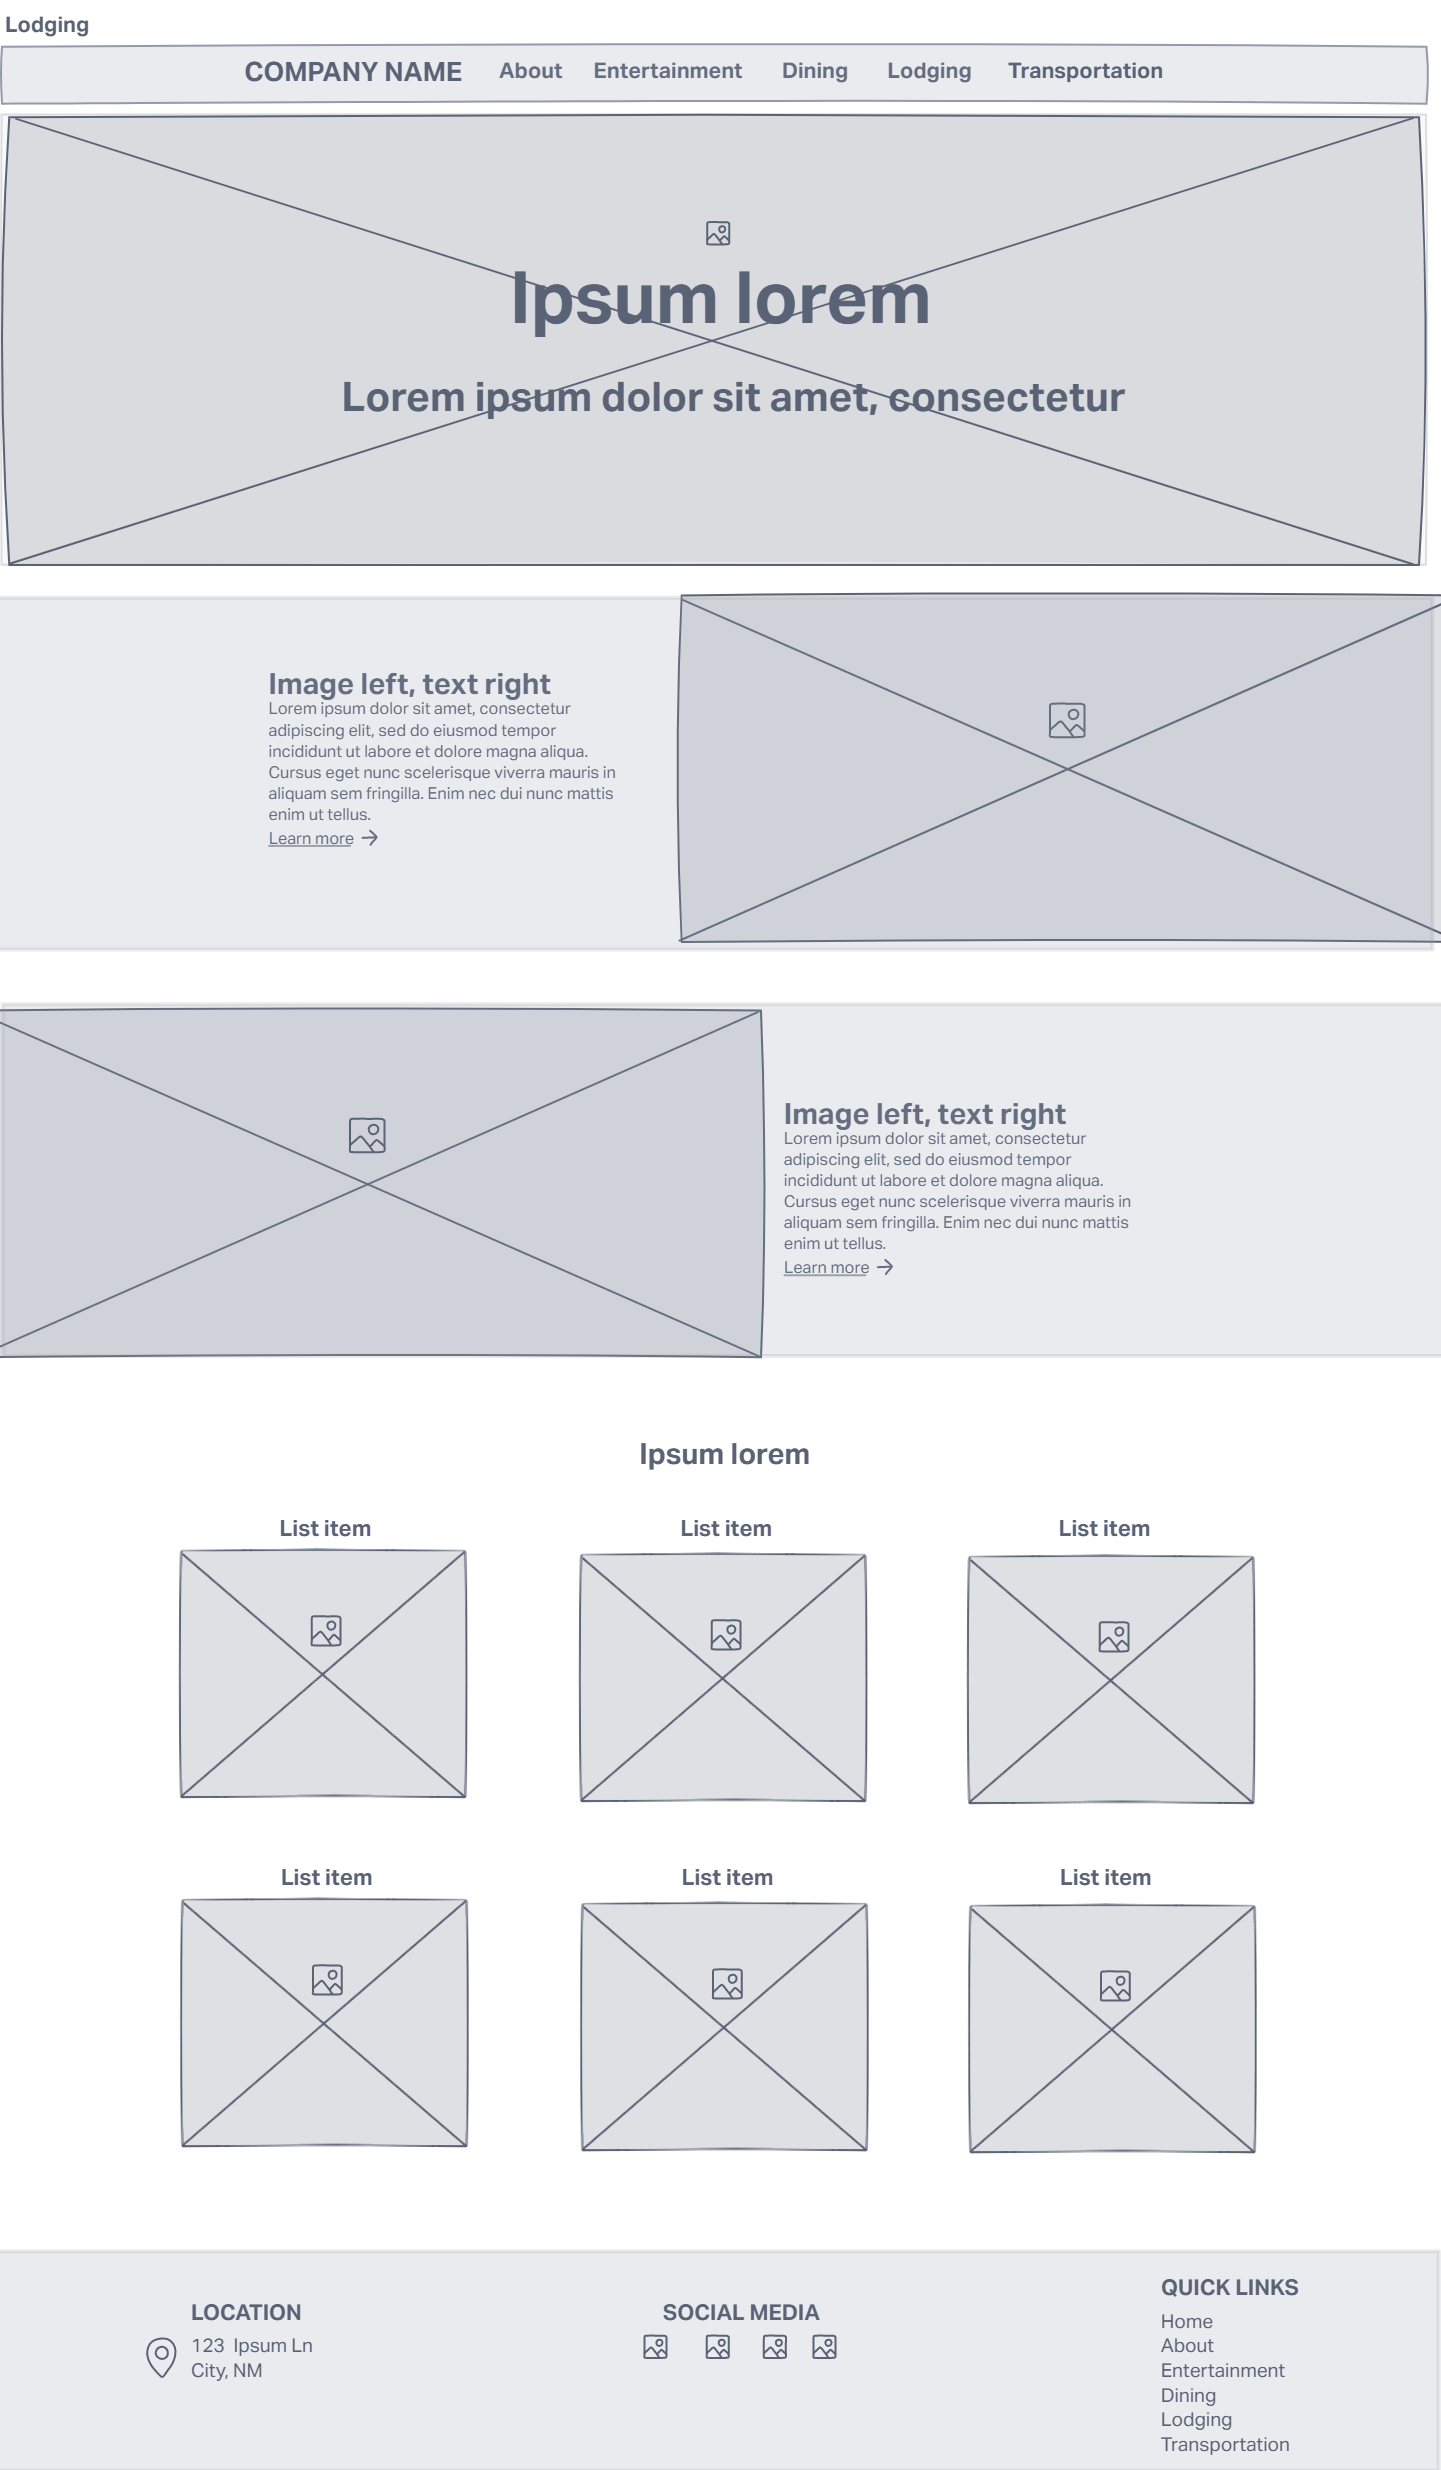 Lodging
COMPANY NAME About Entertainment Dining Lodging Transportation
Ipsum lorem
Lorem ipsum dolor sit amet, consectetur
Image left, text right
Lorem ipsum dolor sit amet, consectetur
adipiscing elit, sed do eiusmod tempor
incididunt ut labore et dolore magna aliqua.
Cursus eget nunc scelerisque viverra mauris in
aliquam sem fringilla. Enim nec dui nunc mattis
enim ut tellus.
Learn more
Image left, text right
Lorem ipsum dolor sit amet, consectetur
adipiscing elit, sed do eiusmod tempor
incididunt ut labore et dolore magna aliqua.
Cursus eget nunc scelerisque viverra mauris in
aliquam sem fringilla. Enim nec dui nunc mattis
enim ut tellus.
Learn more
Ipsum lorem
List item
List item
List item
List item
List item
List item
LOCATION
123 Ipsum Ln
City, NM
SOCIAL MEDIA
QUICK LINKS
Home
About
Entertainment
Dining
Lodging
Transportation